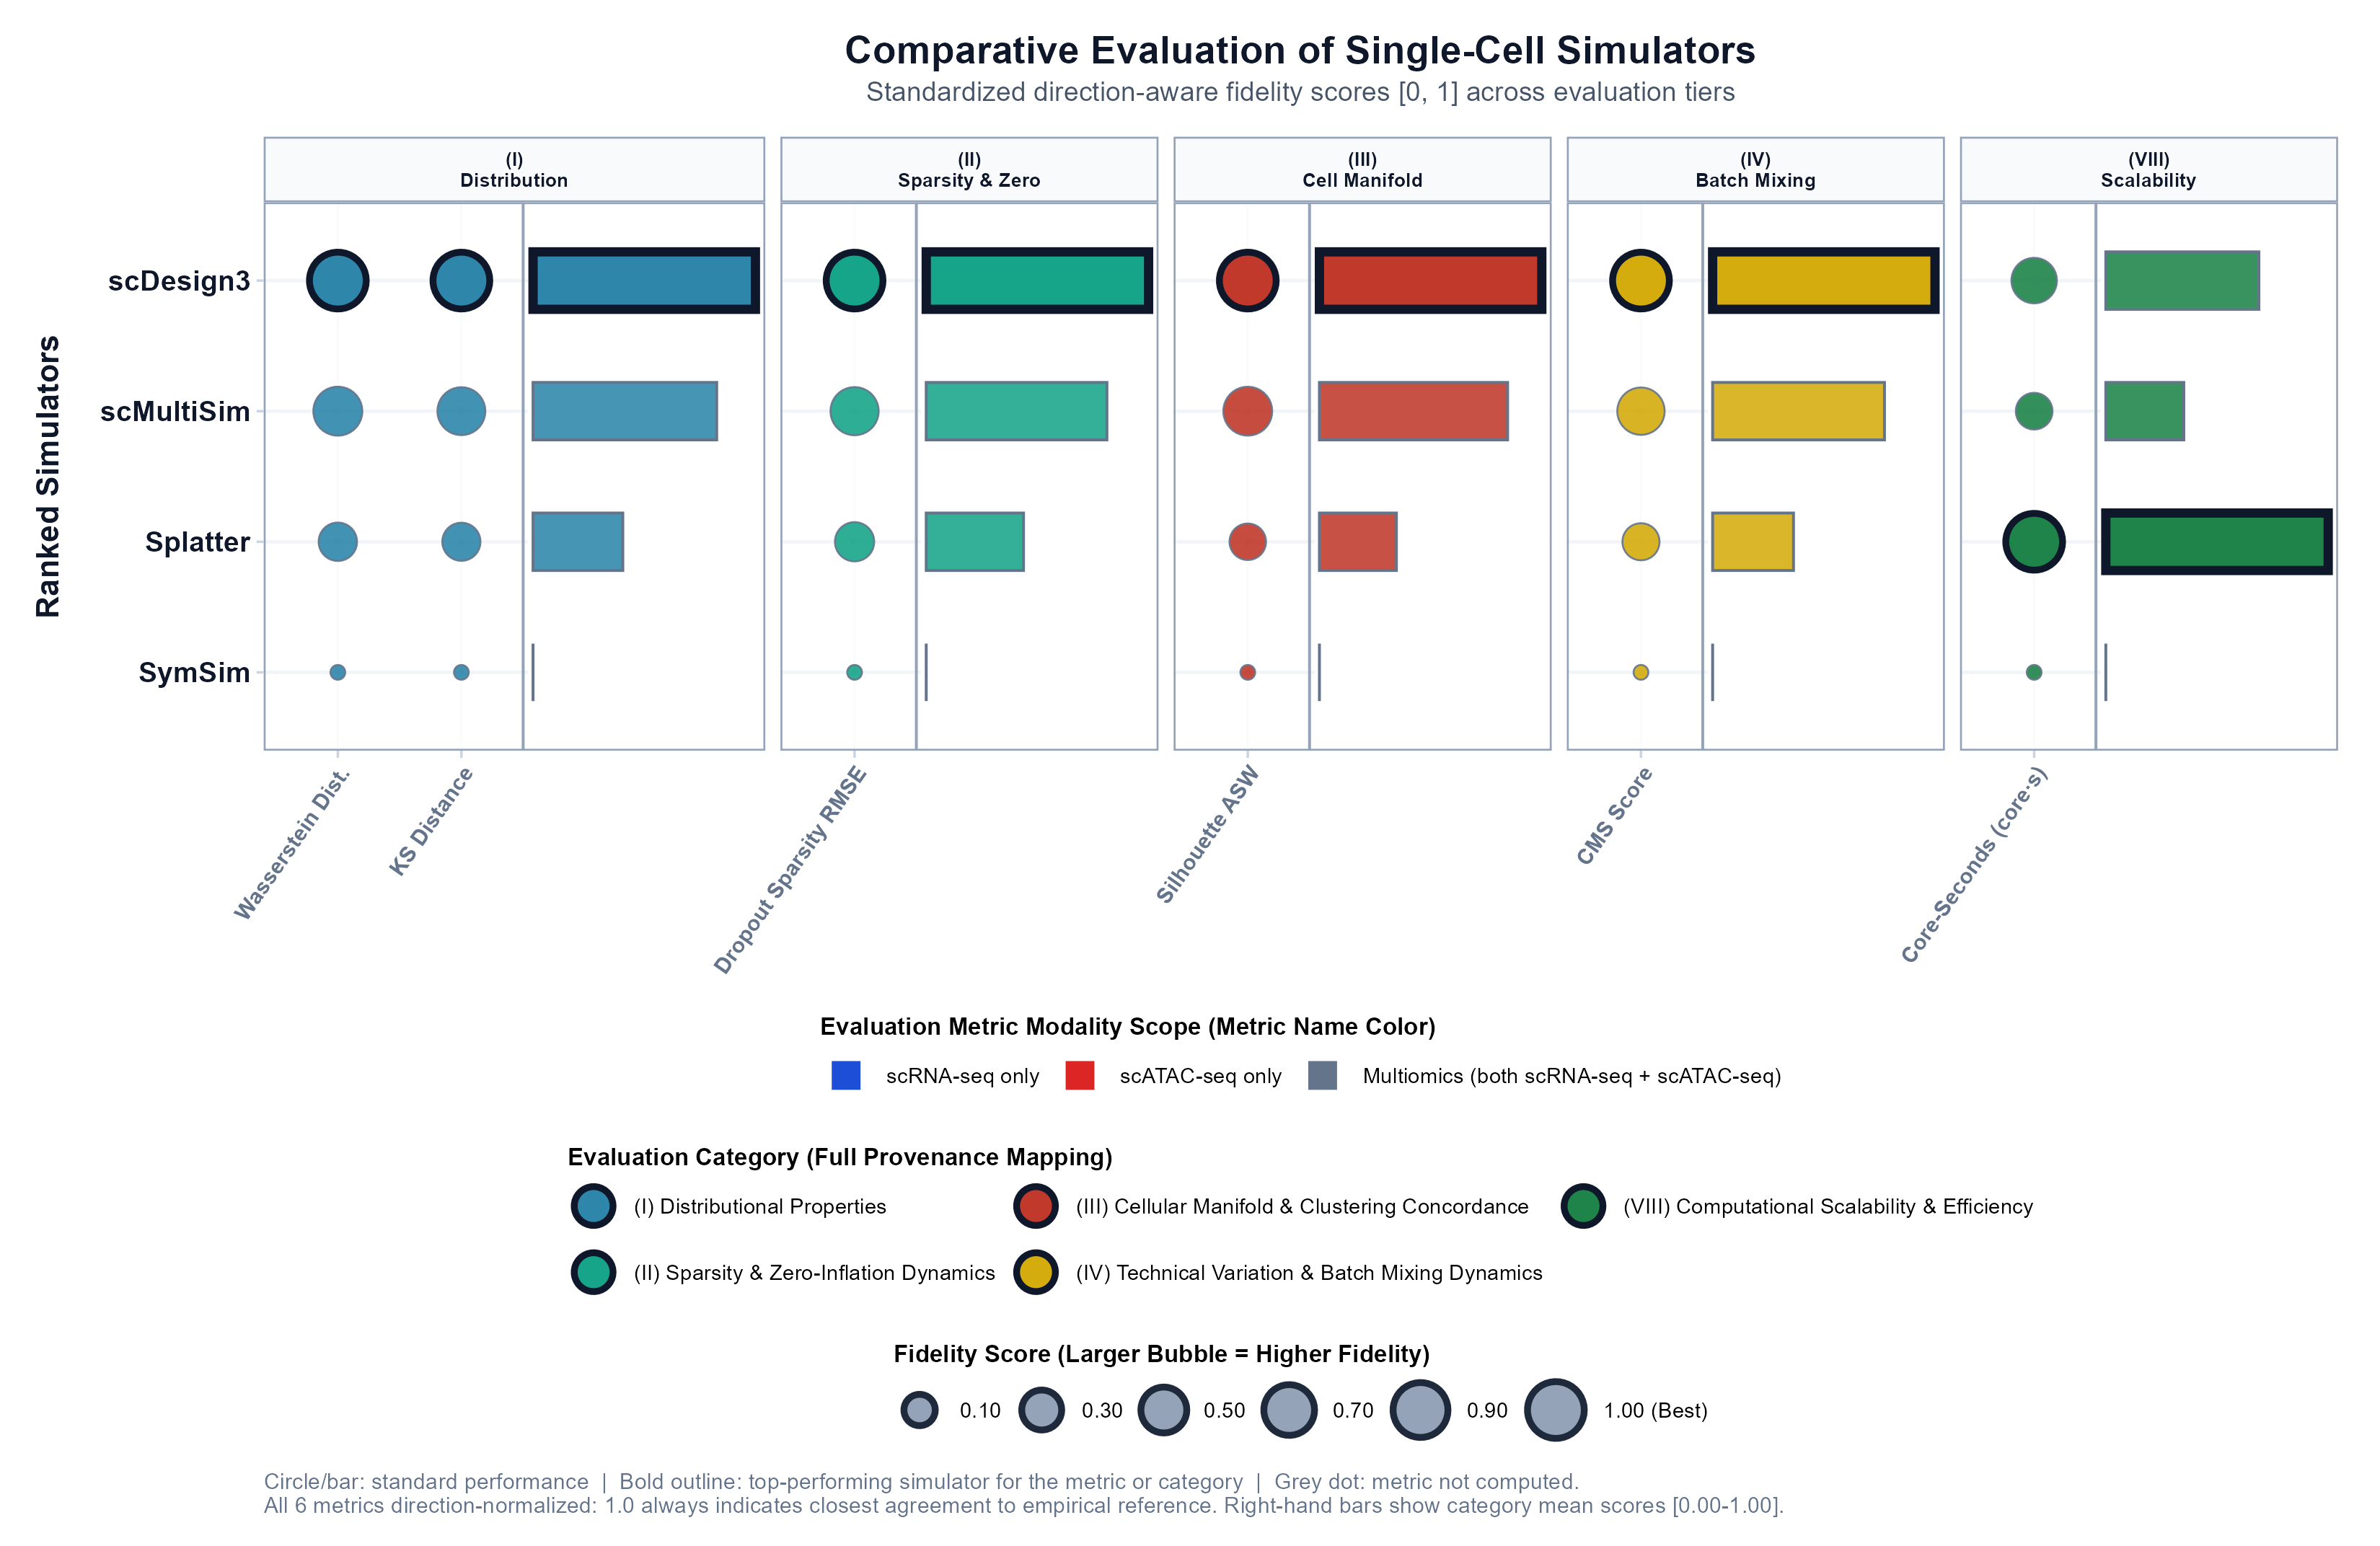 Comparative Evaluation of Single-Cell Simulators
Standardized direction-aware fidelity scores [0, 1] across evaluation tiers
(I)
Distribution
(II)
Sparsity & Zero
(III)
Cell Manifold
(IV)
Batch Mixing
(VIII)
Scalability
Ranked Simulators
scDesign3
scMultiSim
Splatter
SymSim
Wasserstein Dist.
KS Distance
Dropout Sparsity RMSE
Silhouette ASW
CMS Score
Core-Seconds (core·s)
Evaluation Metric Modality Scope (Metric Name Color)
scRNA-seq only
scATAC-seq only
Multiomics (both scRNA-seq + scATAC-seq)
Evaluation Category (Full Provenance Mapping)
(I) Distributional Properties
(III) Cellular Manifold & Clustering Concordance
(VIII) Computational Scalability & Efficiency
(II) Sparsity & Zero-Inflation Dynamics
(IV) Technical Variation & Batch Mixing Dynamics
Fidelity Score (Larger Bubble = Higher Fidelity)
0.10
0.30
0.50
0.70
0.90
1.00 (Best)
Circle/bar: standard performance | Bold outline: top-performing simulator for the metric or category | Grey dot: metric not computed.
All 6 metrics direction-normalized: 1.0 always indicates closest agreement to empirical reference. Right-hand bars show category mean scores [0.00-1.00].